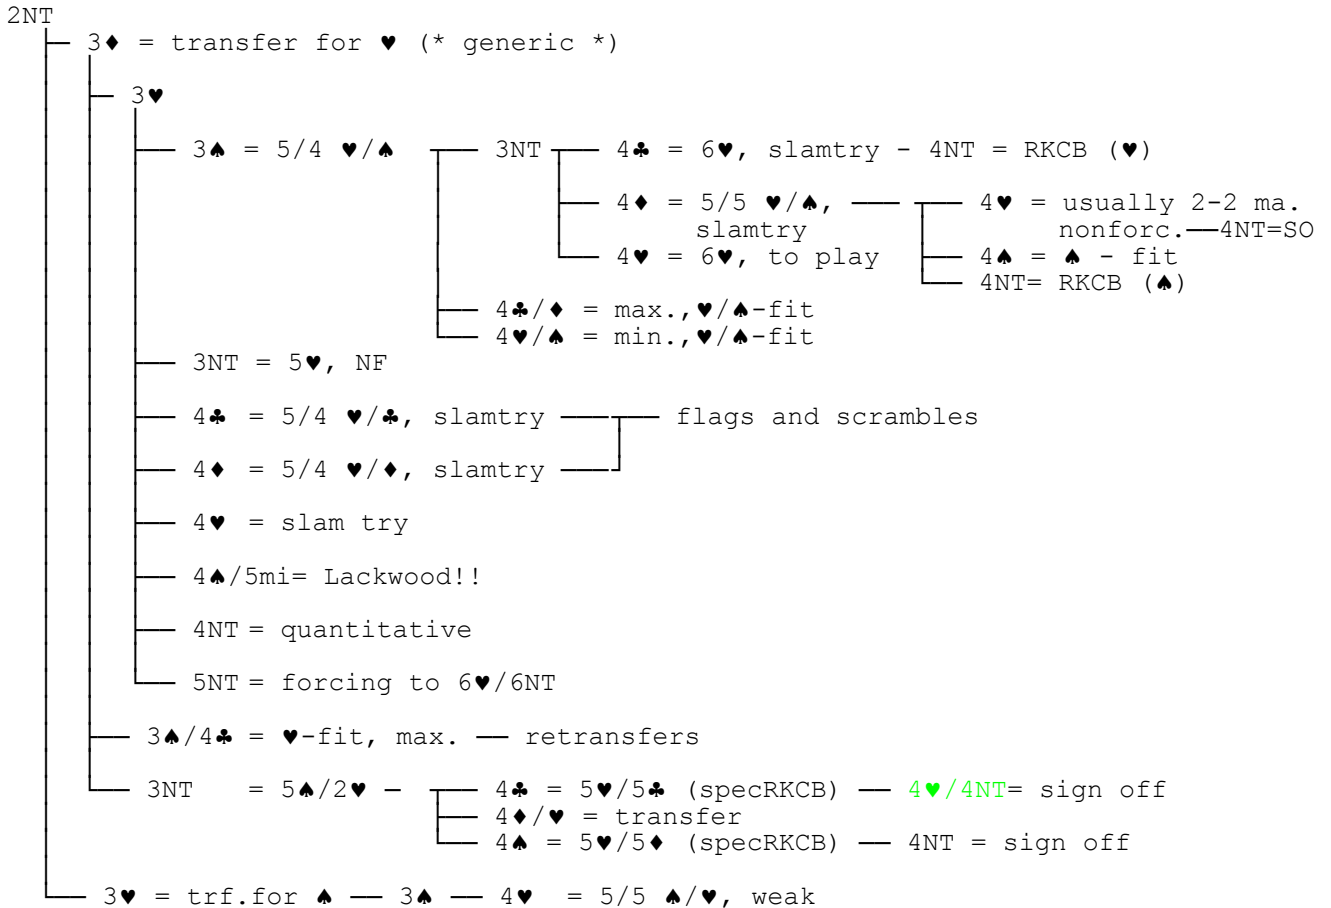 2NT
3♦ = transfer for ♥ (* generic *)
3♥
3♠ = 5/4 ♥/♠ 3NT 4♣ = 6♥, slamtry - 4NT = RKCB (♥)
4♦ = 5/5 ♥/♠, 4♥ = usually 2-2 ma.
slamtry nonforc.—4NT=SO
4♥ = 6♥, to play 4♠ = ♠ - fit
4NT= RKCB (♠)
4♣/♦ = max.,♥/♠-fit
4♥/♠ = min.,♥/♠-fit
3NT = 5♥, NF
4♣ = 5/4 ♥/♣, slamtry flags and scrambles
4♦ = 5/4 ♥/♦, slamtry
4♥ = slam try
4♠/5mi= Lackwood!!
4NT = quantitative
5NT = forcing to 6♥/6NT
3♠/4♣ = ♥-fit, max. — retransfers
3NT = 5♠/2♥ — 4♣ = 5♥/5♣ (specRKCB) — 4♥/4NT= sign off
4♦/♥ = transfer
4♠ = 5♥/5♦ (specRKCB) — 4NT = sign off
3♥ = trf.for ♠ — 3♠ — 4♥ = 5/5 ♠/♥, weak